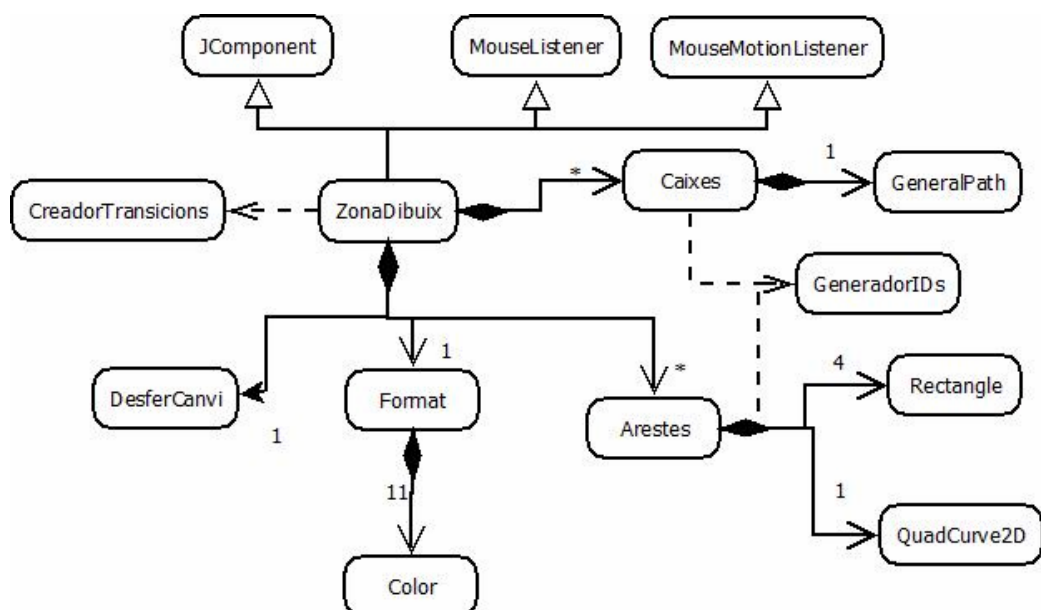 JComponent
MouseListener
MouseMotionListener
CreadorTransicions
ZonaDibuix
*
Caixes
1
GeneralPath
GeneradorIDs
DesferCanvi
1
Format
1
*
Arestes
4
Rectangle
11
1
QuadCurve2D
Color